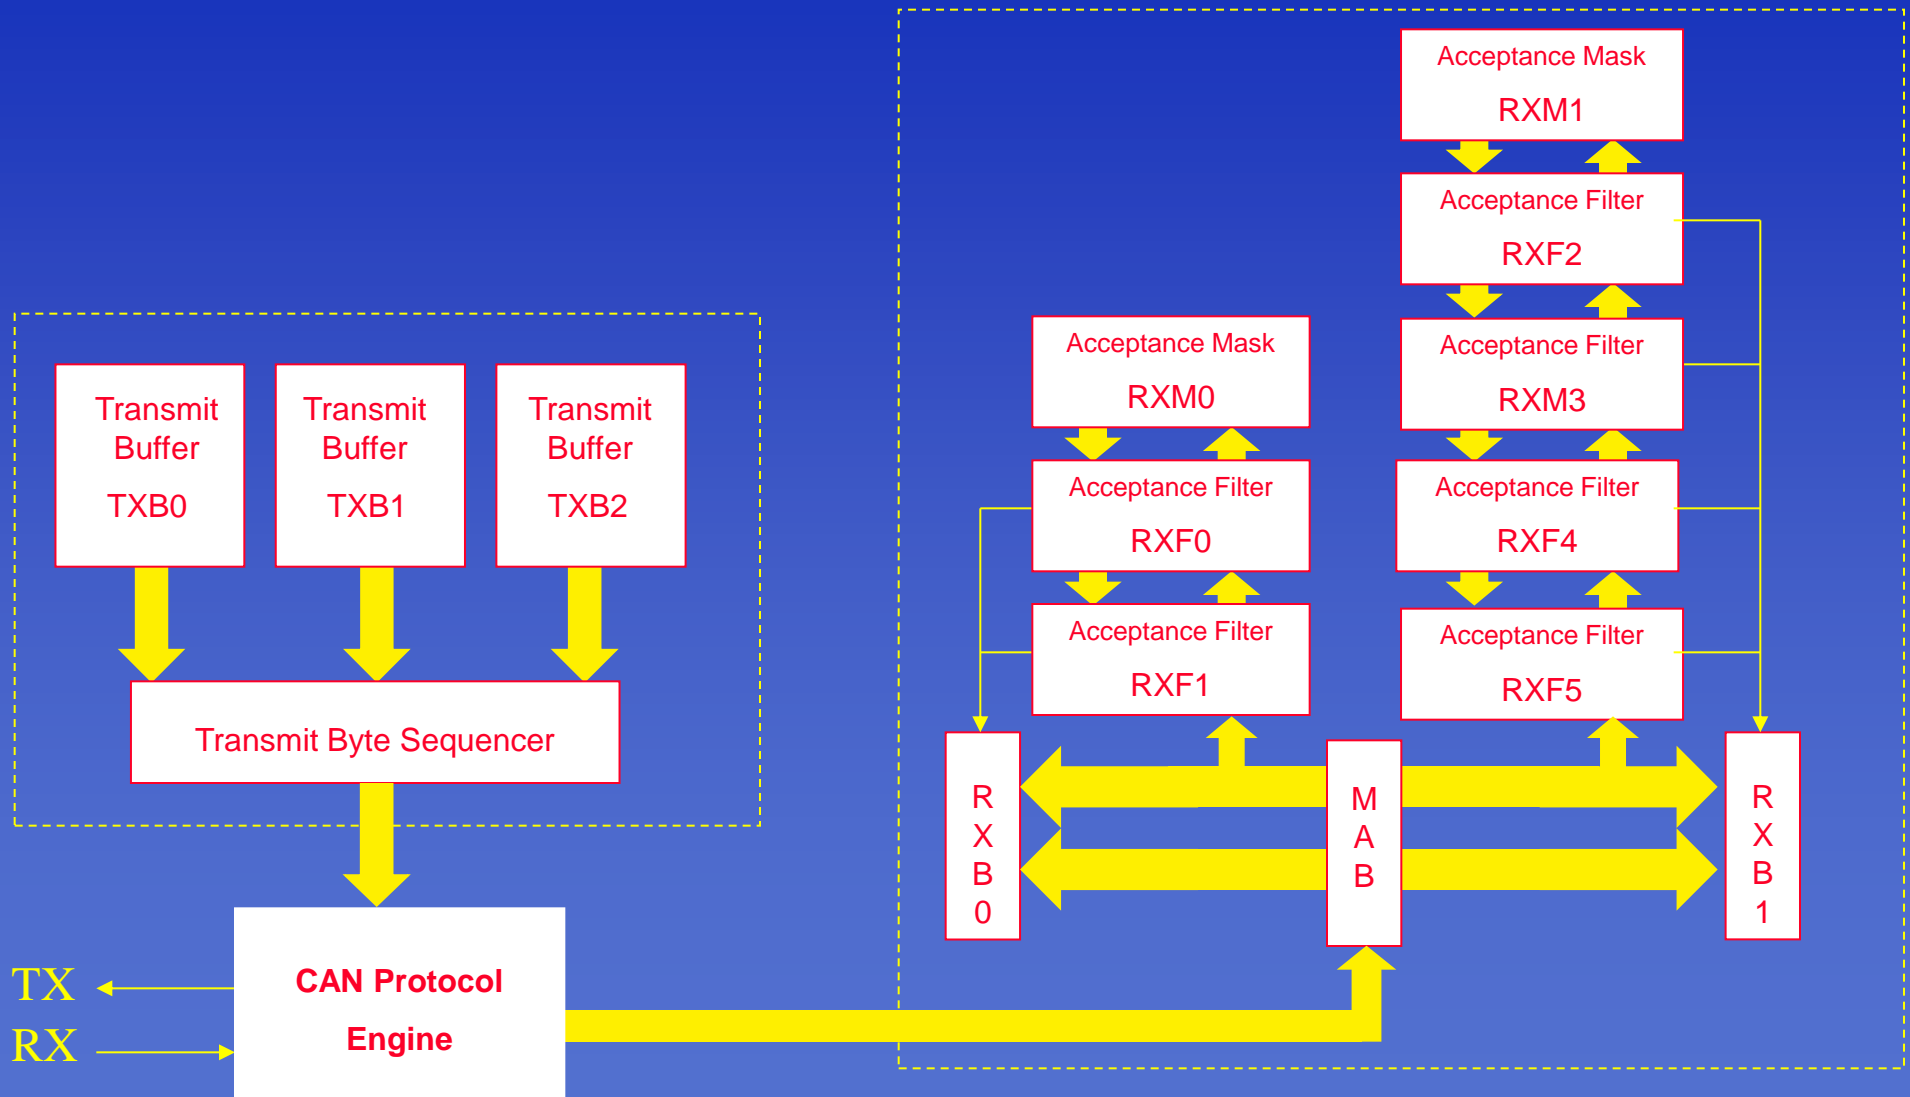 Transmit
Buffer
TXB0
Transmit
Buffer
TXB1
Transmit
Buffer
TXB2
Transmit Byte Sequencer
CAN Protocol
Engine
TX
RX
Acceptance Mask
RXM0
Acceptance Filter
RXF0
Acceptance Filter
RXF1
Acceptance Mask
RXM1
Acceptance Filter
RXF2
Acceptance Filter
RXM3
Acceptance Filter
RXF4
Acceptance Filter
RXF5
R
X
B
0
M
A
B
R
X
B
1